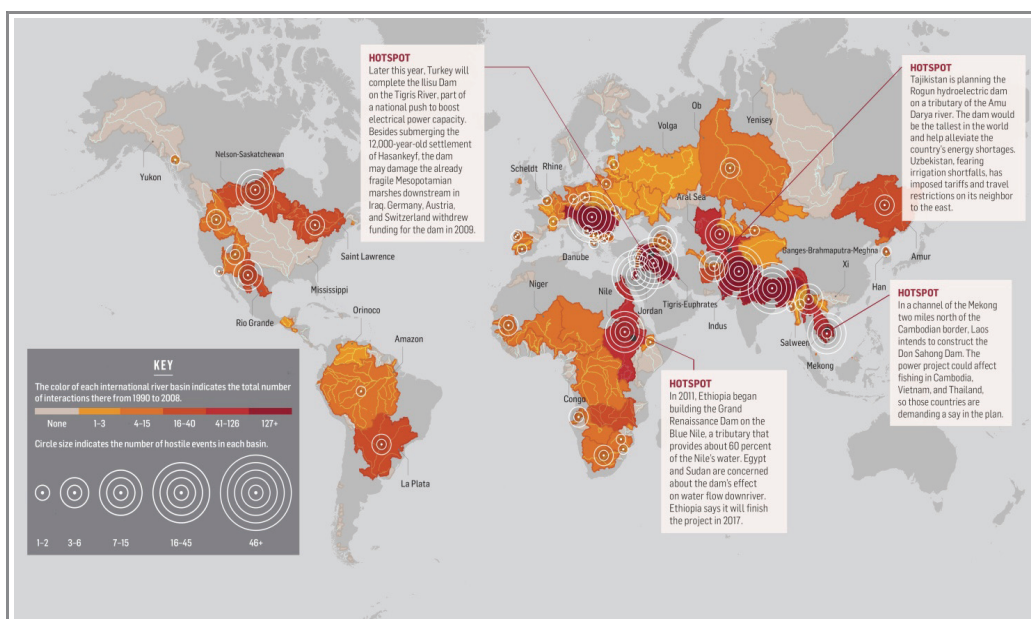 HOTSPOT
Later this year, Turkey will
complete the Ilisu Dam
on the Tigris River, part of
a national push to boost
electrical power capacity.
Besides submerging the
12,000-year-old settlement
of Hasankeyf, the dam
may damage the already
fragile Mesopotamian
marshes downstream in
Iraq. Germany, Austria,
and Switzerland withdrew
funding for the dam in 2009.
HOTSPOT
Tajikistan is planning the
Rogun hydroelectric dam
on a tributary of the Amu
Darya river. The dam would
be the tallest in the world
and help alleviate the
country's energy shortages.
Uzbekistan, fearing
irrigation shortfalls, has
imposed tariffs and travel
restrictions on its neighbor
to the east.
Ob
Yenisey
Volga
Scheldt
Rhine
Aral Sea
Nelson-Saskatchewan
Yukon
Saint Lawrence
Mississippi
Rio Grande
Orinoco
Amazon
La Plata
Danube
Niger
Nile
Jordan
Tigris-Euphrates
Indus
Ganges-Brahmaputra-Meghna
Xi
Amur
Han
Salween
Mekong
Congo
HOTSPOT
In a channel of the Mekong
two miles north of the
Cambodian border, Laos
intends to construct the
Don Sahong Dam. The
power project could affect
fishing in Cambodia,
Vietnam, and Thailand,
so those countries are
demanding a say in the plan.
HOTSPOT
In 2011, Ethiopia began
building the Grand
Renaissance Dam on the
Blue Nile, a tributary that
provides about 60 percent
of the Nile's water. Egypt
and Sudan are concerned
about the dam's effect
on water flow downriver.
Ethiopia says it will finish
the project in 2017.
KEY
The color of each international river basin indicates the total number
of interactions there from 1990 to 2008.
None 1-3 4-15 16-40 41-126 127+
Circle size indicates the number of hostile events in each basin.
1-2 3-6 7-15 16-45 46+